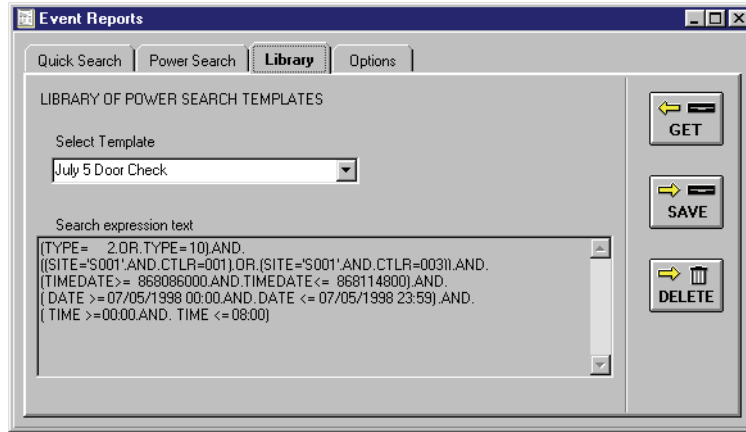 Event Reports
Quick Search Power Search Library Options
LIBRARY OF POWER SEARCH TEMPLATES
Select Template
July 5 Door Check
Search expression text
(TYPE= 2.OR.TYPE=10).AND.
((SITE='S001'.AND.CTLR=001).OR.(SITE='S001'.AND.CTLR=003)).AND.
(TIMEDATE>= 868086000.AND.TIMEDATE<= 868114800).AND.
( DATE >=07/05/1998 00:00.AND.DATE <= 07/05/1998 23:59).AND.
( TIME >=00:00.AND. TIME <=08:00)
GET
SAVE
DELETE